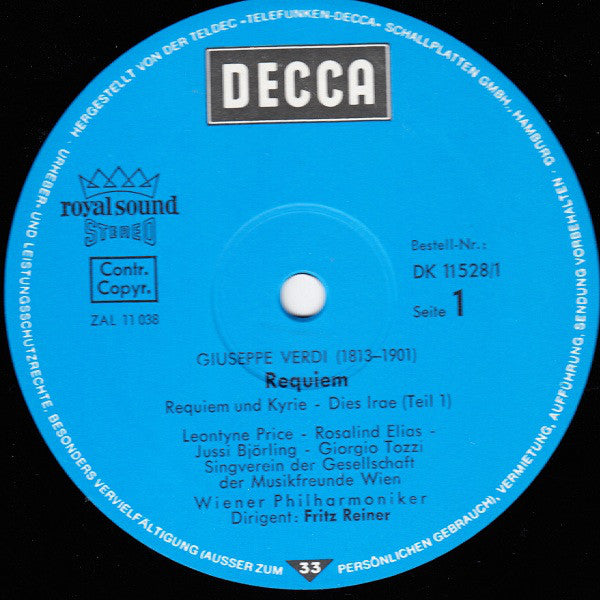 HERGESTELLT VON DER TELDEC »TELEFUNKEN-DECCA« SCHALLPLATTEN GMBH., HAMBURG ·
URHEBER- UND LEISTUNGSSCHUTZRECHTE, BESONDERS VERVIELFÄLTIGUNG (AUSSER ZUM PERSÖNLICHEN GEBRAUCH), VERMIETUNG, AUFFÜHRUNG, SENDUNG VORBEHALTEN ·
DECCA
royal sound
STEREO
Contr.
Copyr.
ZAL 11 038
Bestell-Nr.:
DK 11 528/1
Seite 1
GIUSEPPE VERDI (1813–1901)
Requiem
Requiem und Kyrie - Dies Irae (Teil 1)
Leontyne Price - Rosalind Elias -
Jussi Björling - Giorgio Tozzi
Singverein der Gesellschaft
der Musikfreunde Wien
Wiener Philharmoniker
Dirigent: Fritz Reiner
33